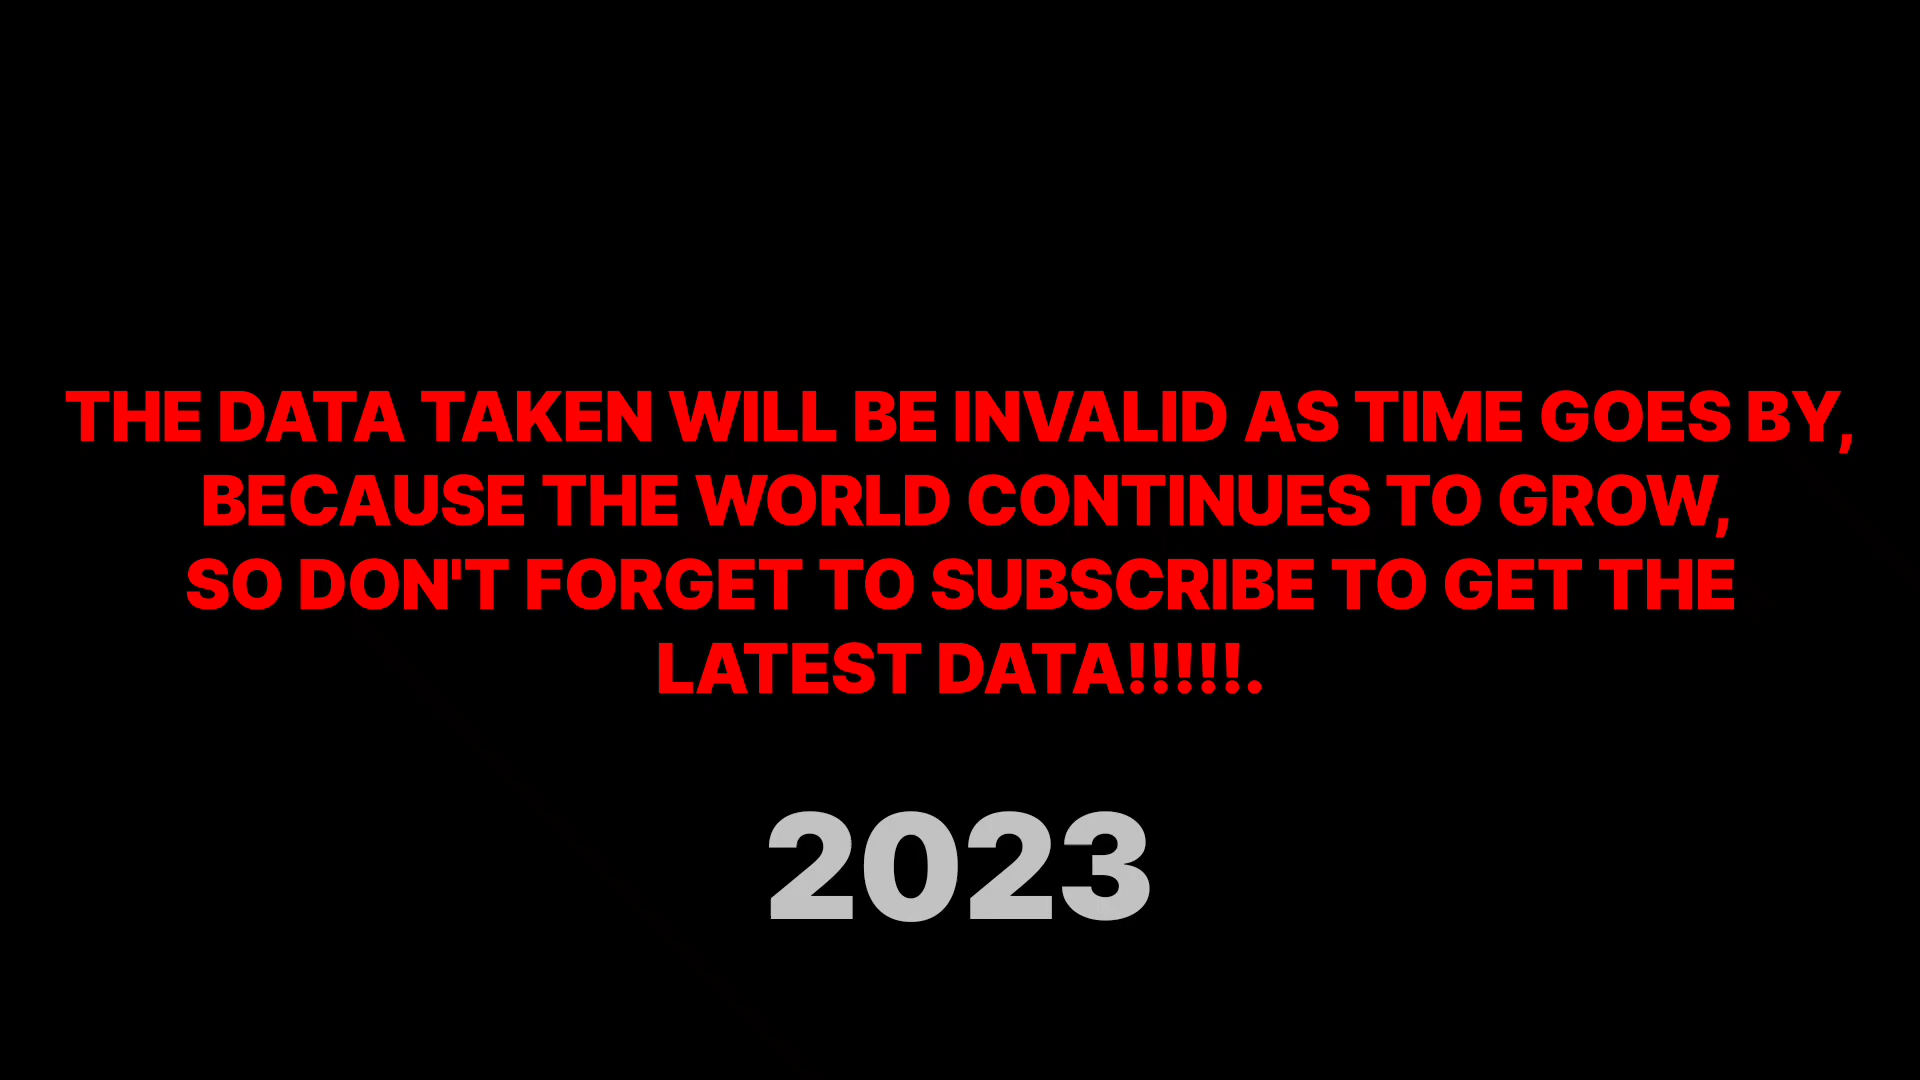 THE DATA TAKEN WILL BE INVALID AS TIME GOES BY,
BECAUSE THE WORLD CONTINUES TO GROW,
SO DON'T FORGET TO SUBSCRIBE TO GET THE
LATEST DATA!!!!!.
2023